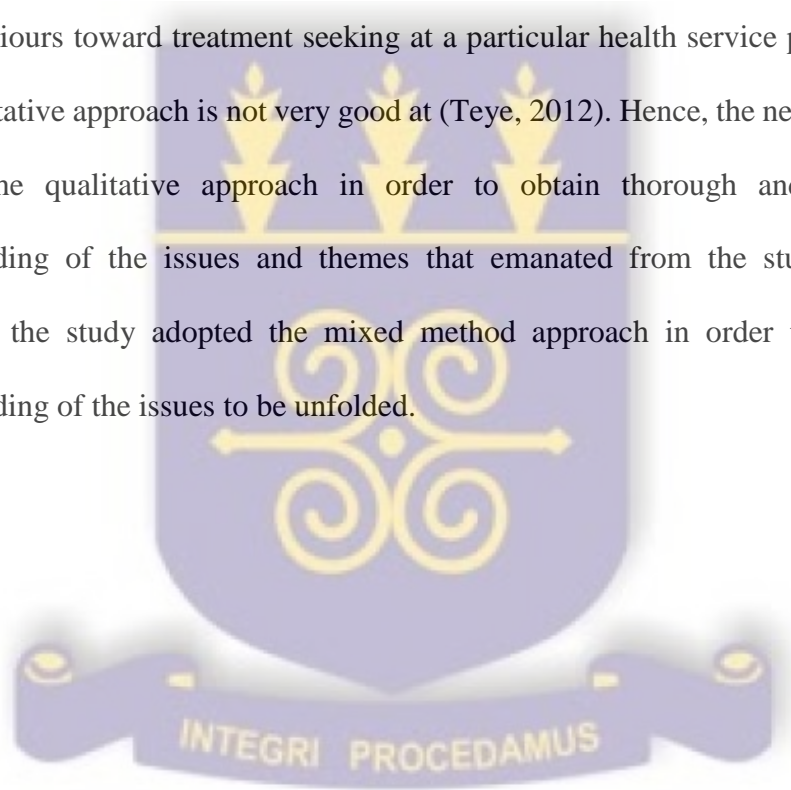 iours toward treatment seeking at a particular health service p
tative approach is not very good at (Teye, 2012). Hence, the ne
ne qualitative approach in order to obtain thorough an
ding of the issues and themes that emanated from the stu
the study adopted the mixed method approach in order
ding of the issues to be unfolded.
INTEGRI PROCEDAMUS